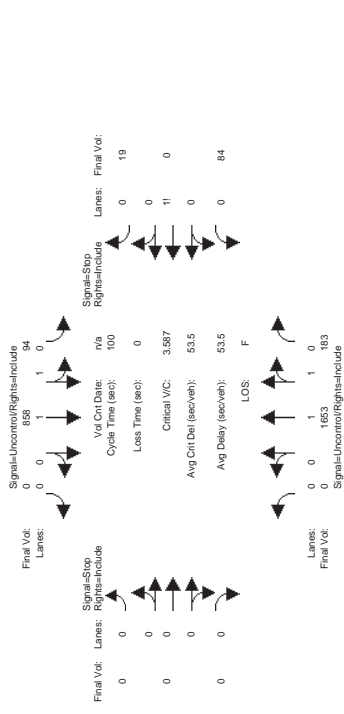 Signal=Uncontrol/Rights=Include
Final Vol: 0 858 94
Lanes: 0 0 1 1 0
Signal=Stop
Rights=Include
Final Vol: Lanes:
0 0
0
0 0
0
0 0
Vol Cnt Date: n/a
Cycle Time (sec): 100
Loss Time (sec): 0
Critical V/C: 3.587
Avg Crit Del (sec/veh): 53.5
Avg Delay (sec/veh): 53.5
LOS: F
Signal=Stop
Rights=Include
Lanes: Final Vol:
0 19
0
1! 0
0
0 84
Lanes: 0 0 1 1 0
Final Vol: 0 1653 183
Signal=Uncontrol/Rights=Include